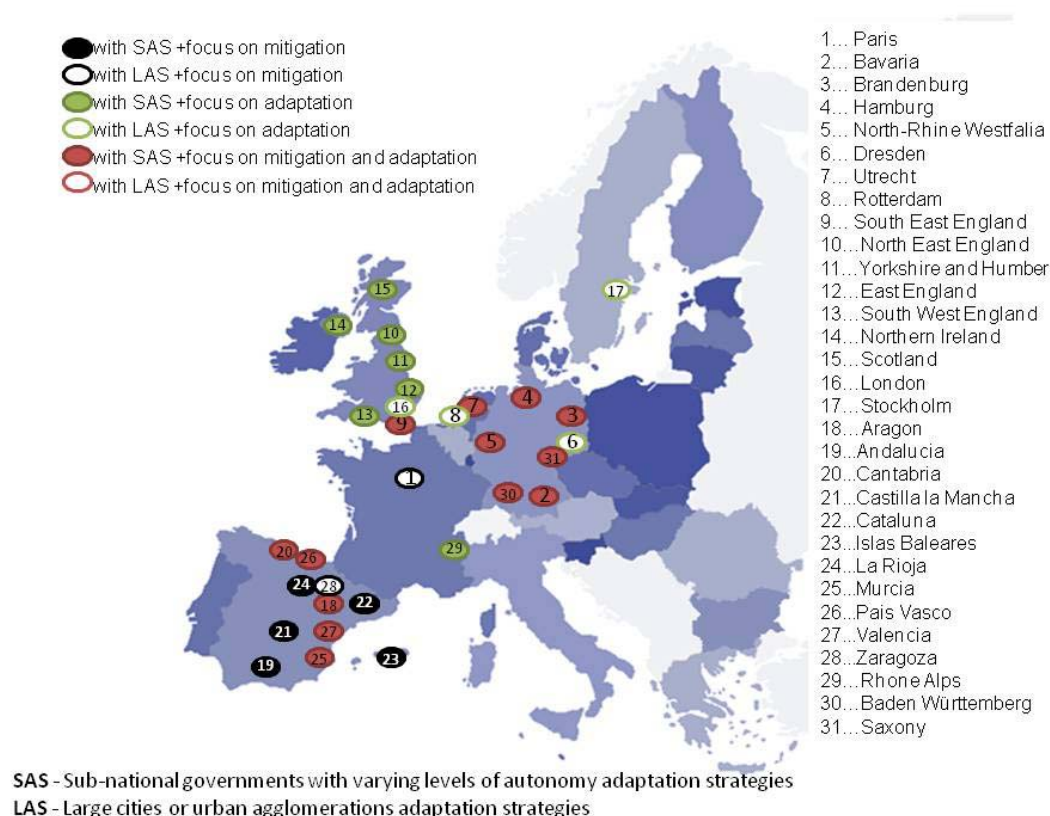 with SAS +focus on mitigation
with LAS +focus on mitigation
with SAS +focus on adaptation
with LAS +focus on adaptation
with SAS +focus on mitigation and adaptation
with LAS +focus on mitigation and adaptation
1... Paris
2... Bavaria
3... Brandenburg
4... Hamburg
5... North-Rhine Westfalia
6... Dresden
7... Utrecht
8... Rotterdam
9... South East England
10...North East England
11...Yorkshire and Humber
12...East England
13...South West England
14...Northern Ireland
15...Scotland
16...London
17...Stockholm
18...Aragon
19...Andalucia
20...Cantabria
21...Castilla la Mancha
22...Cataluna
23...Islas Baleares
24...La Rioja
25...Murcia
26...Pais Vasco
27...Valencia
28...Zaragoza
29...Rhone Alps
30...Baden Württemberg
31...Saxony
15
17
14
10
11
12
16
13
9
8
7
4
3
5
6
31
1
30
2
29
20
26
24
28
18
22
21
27
19
25
23
SAS - Sub-national governments with varying levels of autonomy adaptation strategies
LAS - Large cities or urban agglomerations adaptation strategies